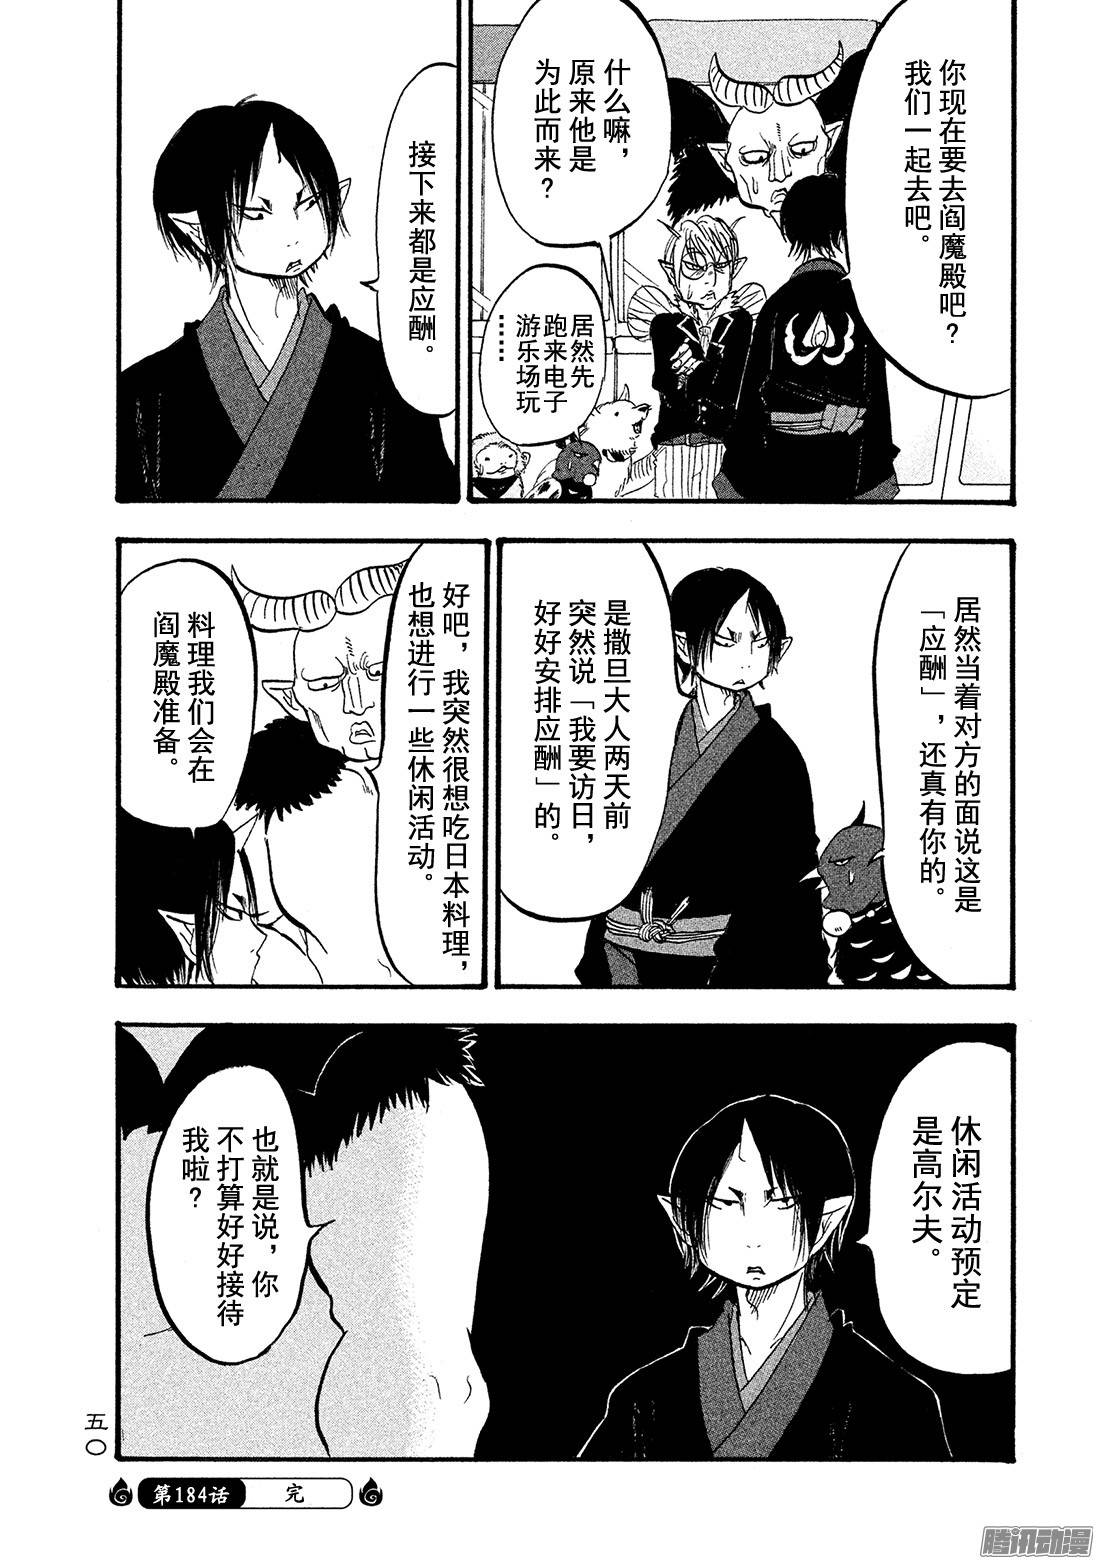 你现在要去阎魔殿吧？
我们一起去吧。
什么嘛，
原来他是
为此而来？
居然先
跑来电子
游乐场玩
……
接下来都是应酬。
居然当着对方的面说这是
「应酬」，还真有你的。
是撒旦大人两天前
突然说「我要访日，
好好安排应酬」的。
好吧，我突然很想吃日本料理，
也想进行一些休闲活动。
料理我们会在
阎魔殿准备。
休闲活动预定
是高尔夫。
也就是说，你
不打算好好接待
我啦？
五〇
第184话 完
腾讯动漫